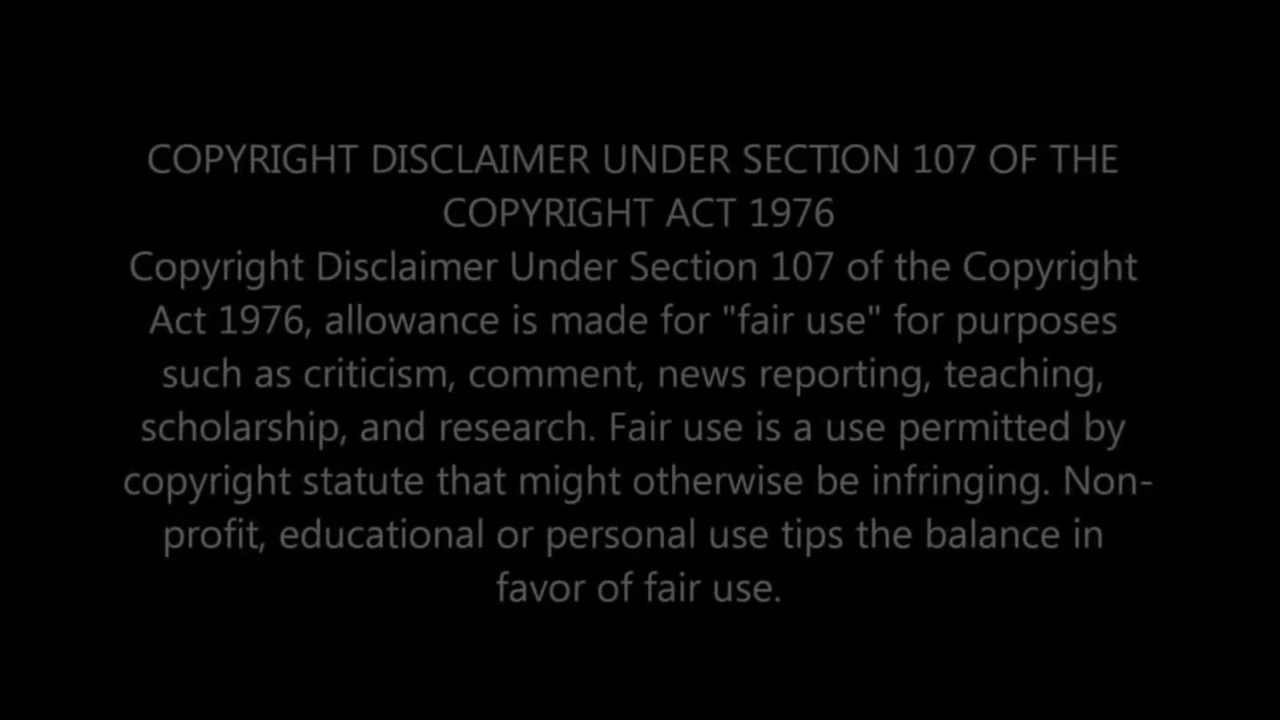 COPYRIGHT DISCLAIMER UNDER SECTION 107 OF THE
COPYRIGHT ACT 1976
Copyright Disclaimer Under Section 107 of the Copyright
Act 1976, allowance is made for "fair use" for purposes
such as criticism, comment, news reporting, teaching,
scholarship, and research. Fair use is a use permitted by
copyright statute that might otherwise be infringing. Non-
profit, educational or personal use tips the balance in
favor of fair use.